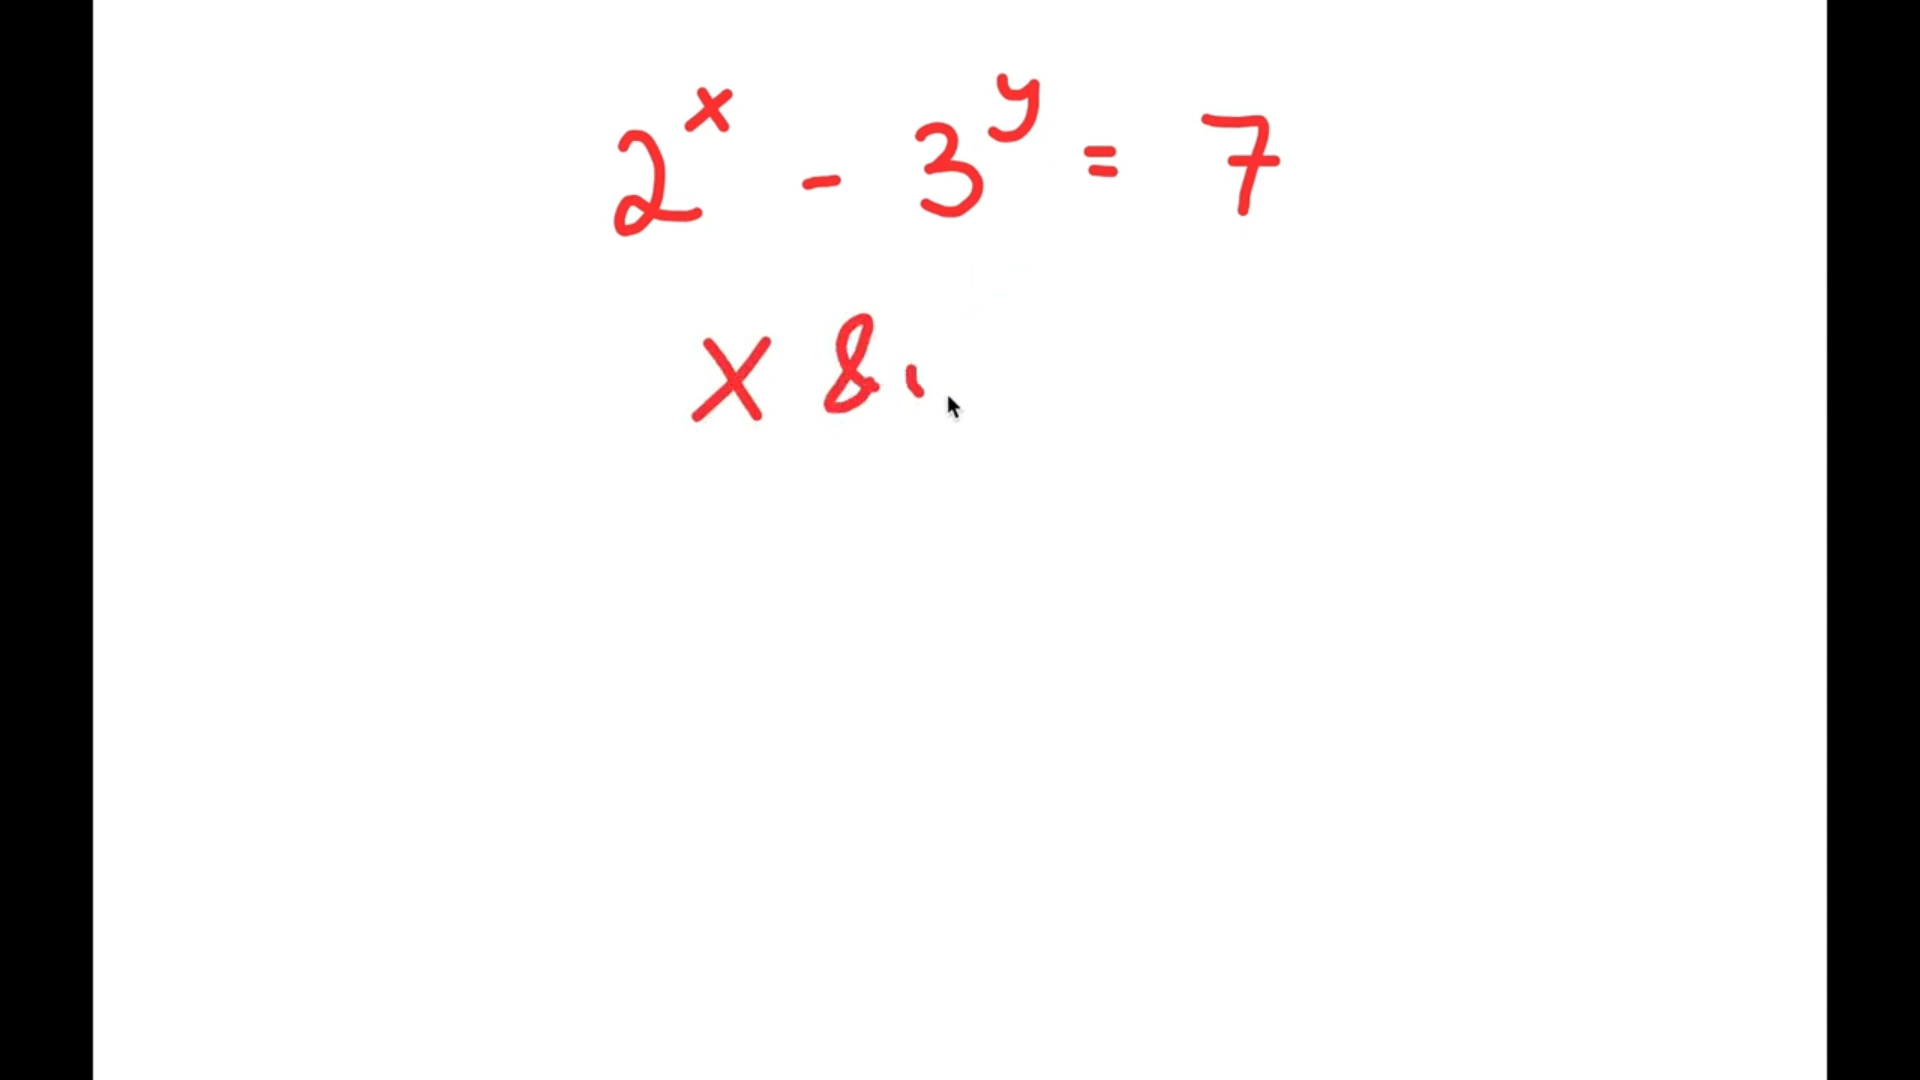 2^x - 3^y = 7
x &